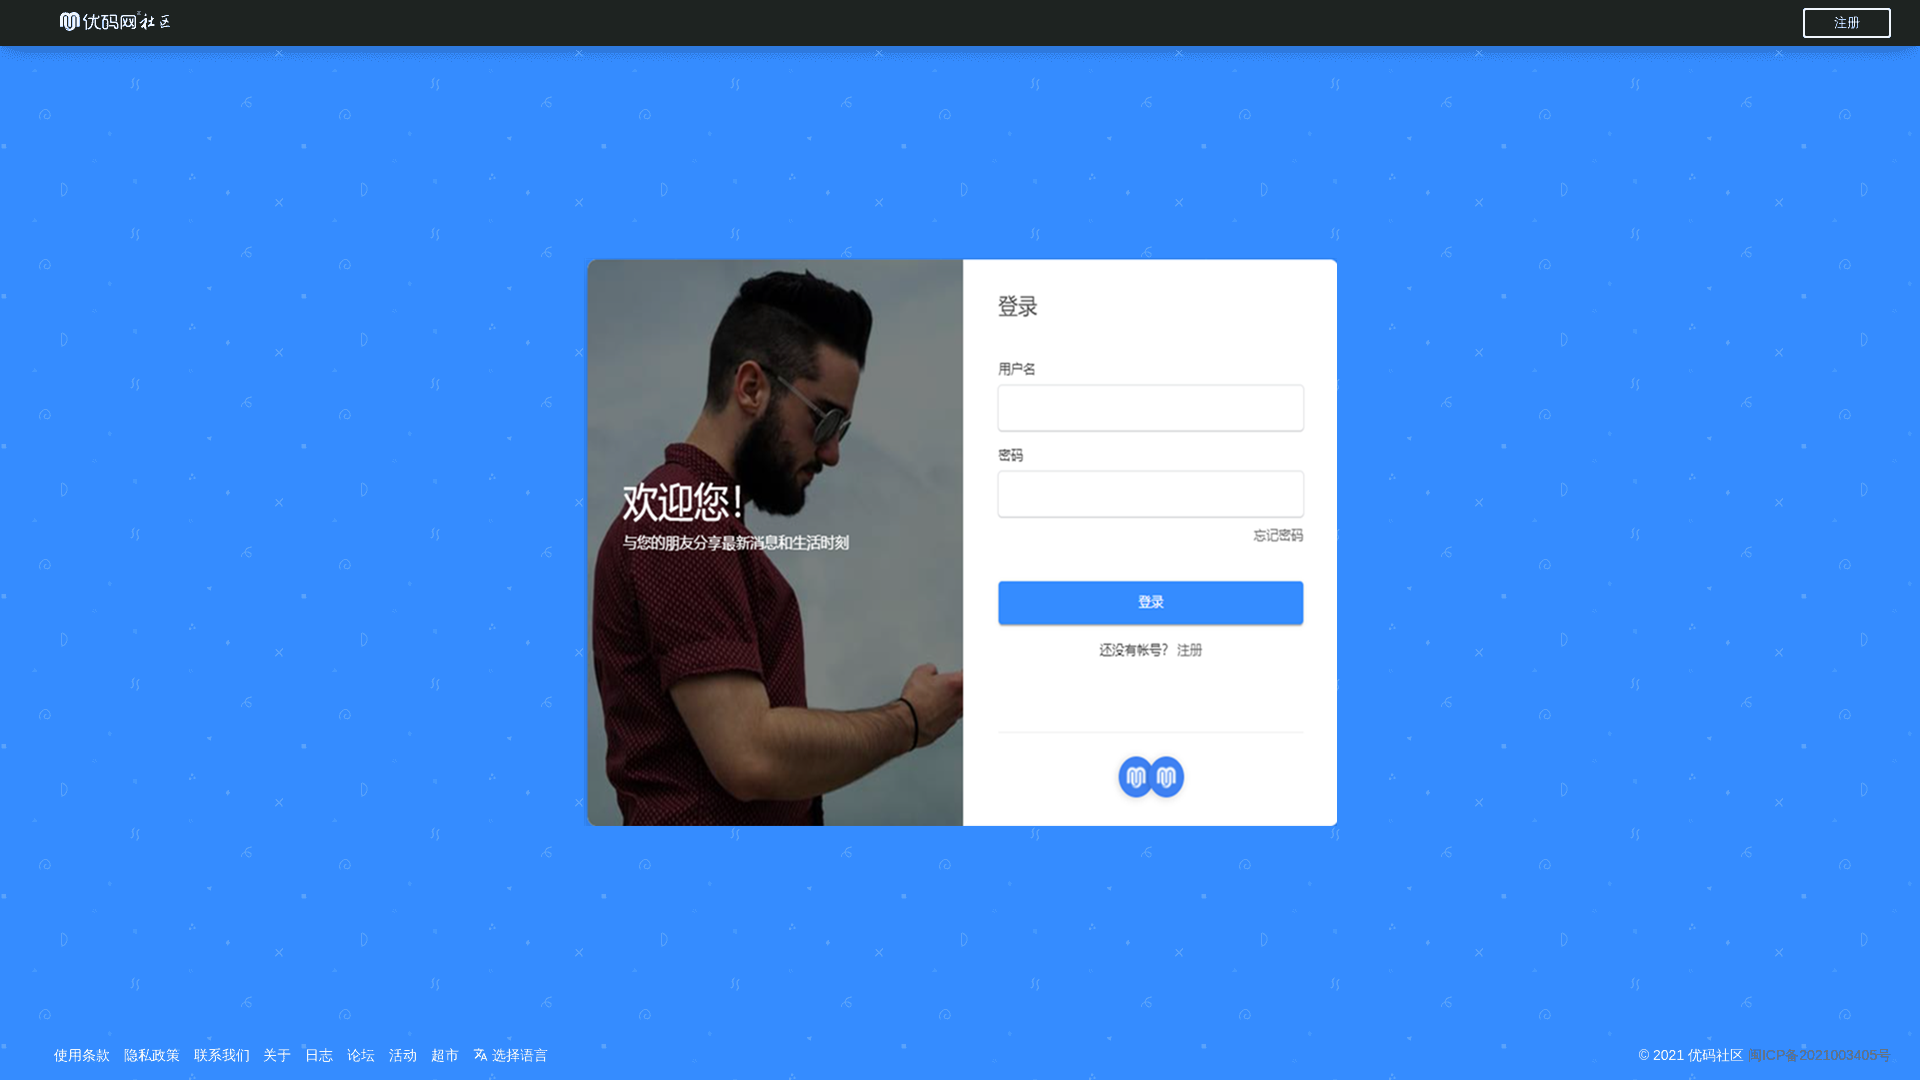 优码网社区
注册
登录
用户名
密码
欢迎您!
与您的朋友分享最新消息和生活时刻
忘记密码
登录
还没有帐号? 注册
使用条款 隐私政策 联系我们 关于 日志 论坛 活动 超市 选择语言
© 2021 优码社区 闽ICP备2021003406号